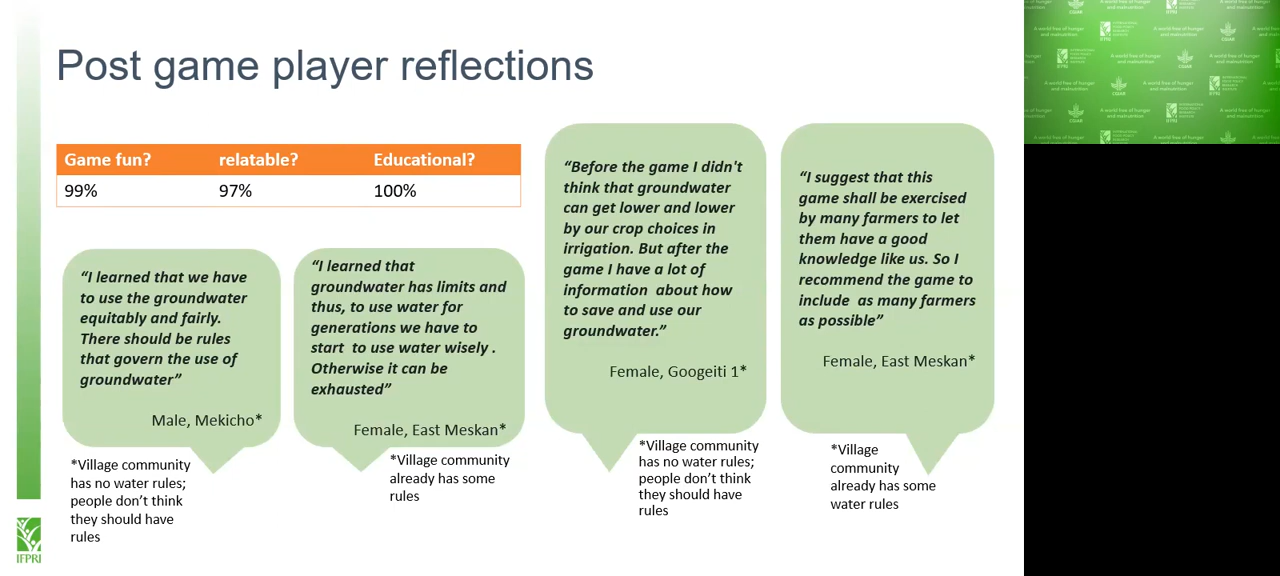 Post game player reflections
Game fun? relatable? Educational?
99% 97% 100%
“I learned that we have
to use the groundwater
equitably and fairly.
There should be rules
that govern the use of
groundwater”
Male, Mekicho*
*Village community
has no water rules;
people don’t think
they should have
rules
“I learned that
groundwater has limits and
thus, to use water for
generations we have to
start to use water wisely .
Otherwise it can be
exhausted”
Female, East Meskan*
*Village community
already has some
rules
“Before the game I didn't
think that groundwater
can get lower and lower
by our crop choices in
irrigation. But after the
game I have a lot of
information about how
to save and use our
groundwater.”
Female, Googeiti 1*
*Village community
has no water rules;
people don’t think
they should have
rules
“I suggest that this
game shall be exercised
by many farmers to let
them have a good
knowledge like us. So I
recommend the game to
include as many farmers
as possible”
Female, East Meskan*
*Village
community
already has some
water rules
IFPRI
A world free of hunger
and malnutrition
CGIAR
IFPRI